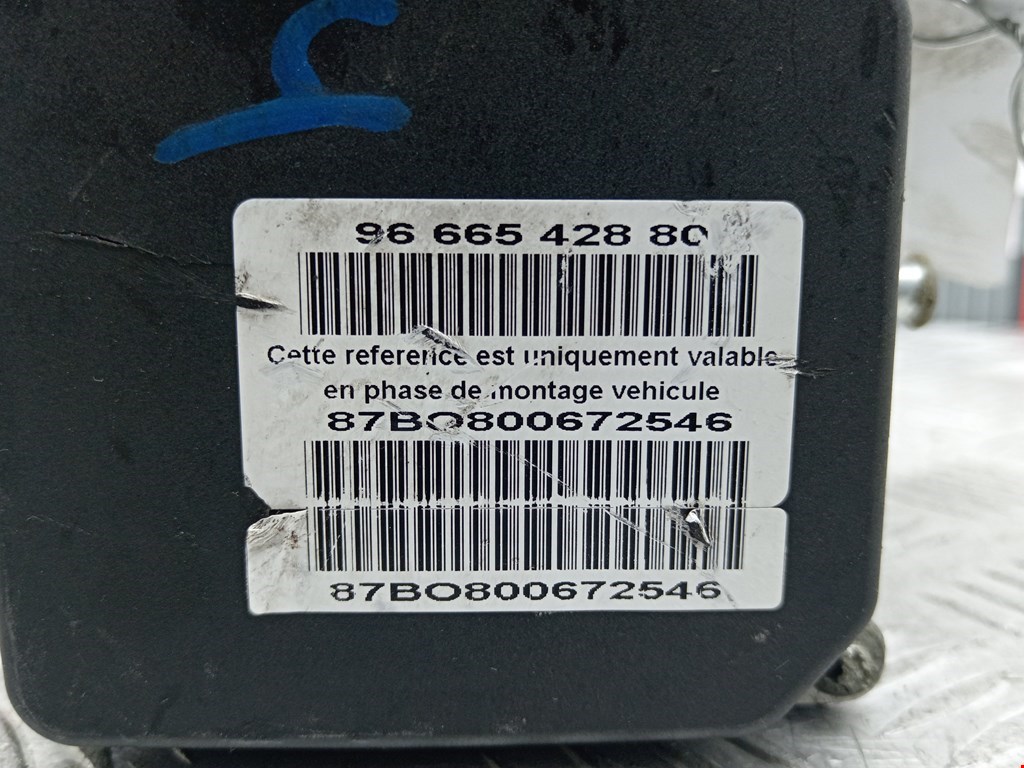 96 665 428 80
Cette reference est uniquement valable
en phase de montage vehicule
87BO800672546
87BO800672546